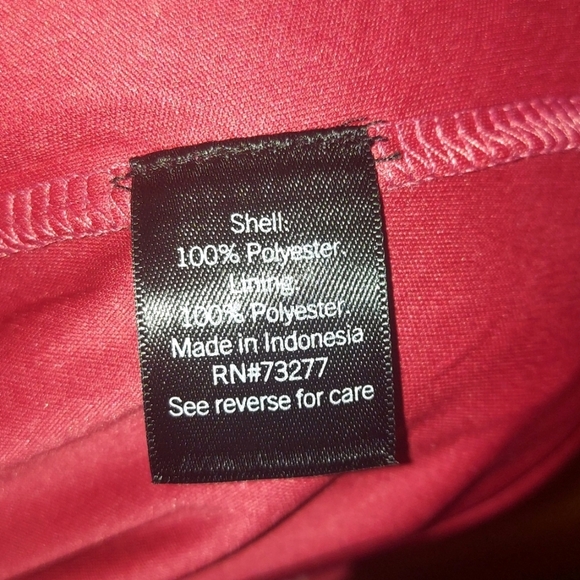 Shell:
100% Polyester.
Lining:
100% Polyester.
Made in Indonesia
RN#73277
See reverse for care